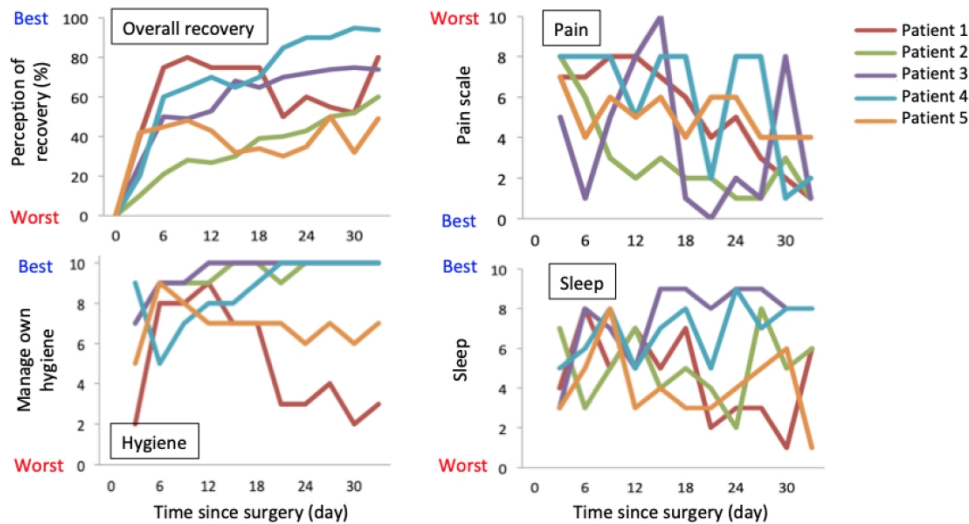 Best
Worst
Perception of
recovery (%)
Overall recovery
100
80
60
40
20
0
0 6 12 18 24 30
Worst
Best
Pain scale
Pain
10
8
6
4
2
0
0 6 12 18 24 30
Patient 1
Patient 2
Patient 3
Patient 4
Patient 5
Best
Worst
Manage own
hygiene
Hygiene
10
8
6
4
2
0
0 6 12 18 24 30
Time since surgery (day)
Best
Worst
Sleep
Sleep
10
8
6
4
2
0
0 6 12 18 24 30
Time since surgery (day)